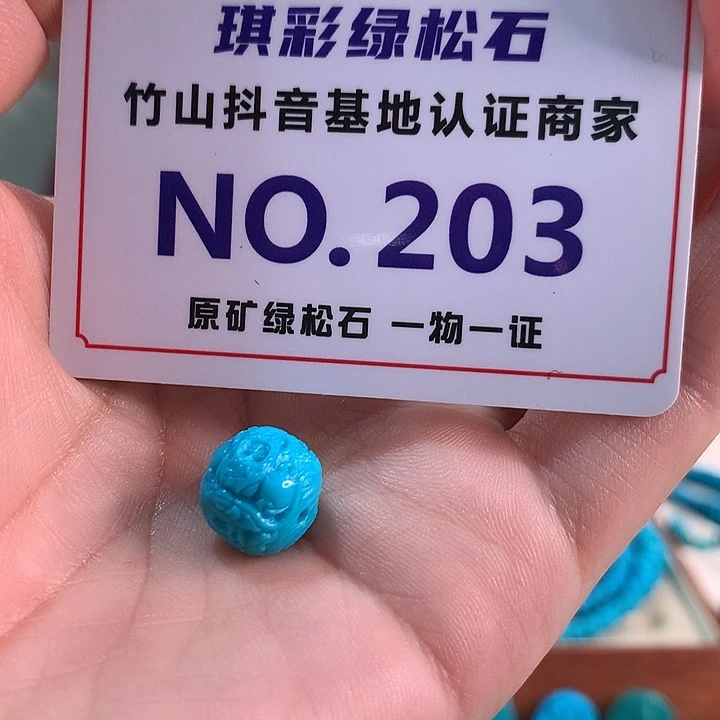 琪彩绿松石
竹山抖音基地认证商家
NO.203
原矿绿松石 一物一证